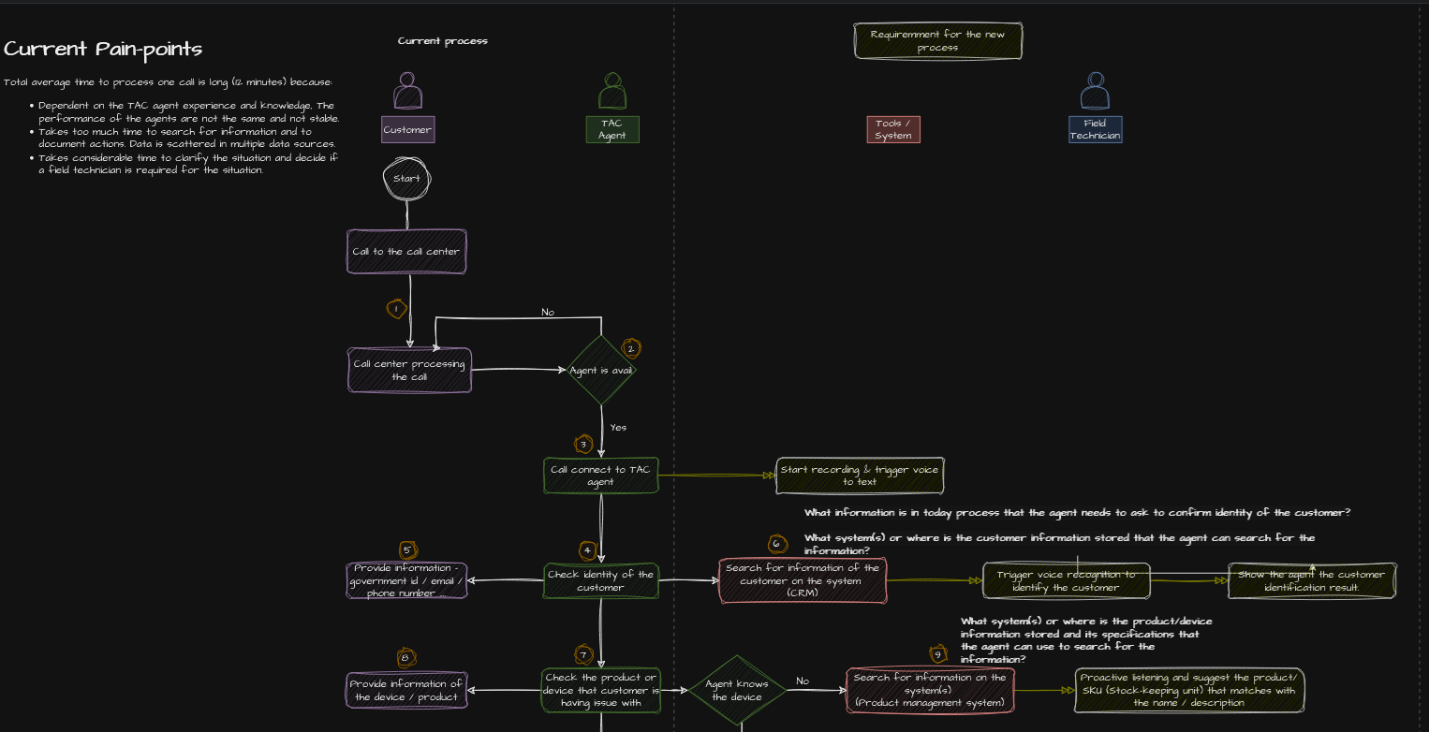 Current Pain-points
Total average time to process one call is long (12 minutes) because:
Dependent on the TAC agent experience and knowledge, The
performance of the agents are not the same and not stable.
Takes too much time to search for information and to
document actions. Data is scattered in multiple data sources.
Takes considerable time to clarify the situation and decide if
a field technician is required for the situation.
Current process
Requiremment for the new
process
Customer
TAC
Agent
Tools /
System
Field
Technician
Start
Call to the call center
1
No
Call center processing
the call
Agent is avail
2
Yes
3
Call connect to TAC
agent
Start recording & trigger voice
to text
What information is in today process that the agent needs to ask to confirm identity of the customer?
What system(s) or where is the customer information stored that the agent can search for the
information?
5
4
6
Provide information -
government id / email /
phone number ...
Check identity of the
customer
Search for information of the
customer on the system
(CRM)
Trigger voice recognition to
identify the customer
Show the agent the customer
identification result.
What system(s) or where is the product/device
information stored and its specifications that
the agent can use to search for the
information?
8
7
9
Provide information of
the device / product
Check the product or
device that customer is
having issue with
Agent knows
the device
No
Search for information on the
system(s)
(Product management system)
Proactive listening and suggest the product/
SKU (Stock-keeping unit) that matches with
the name / description